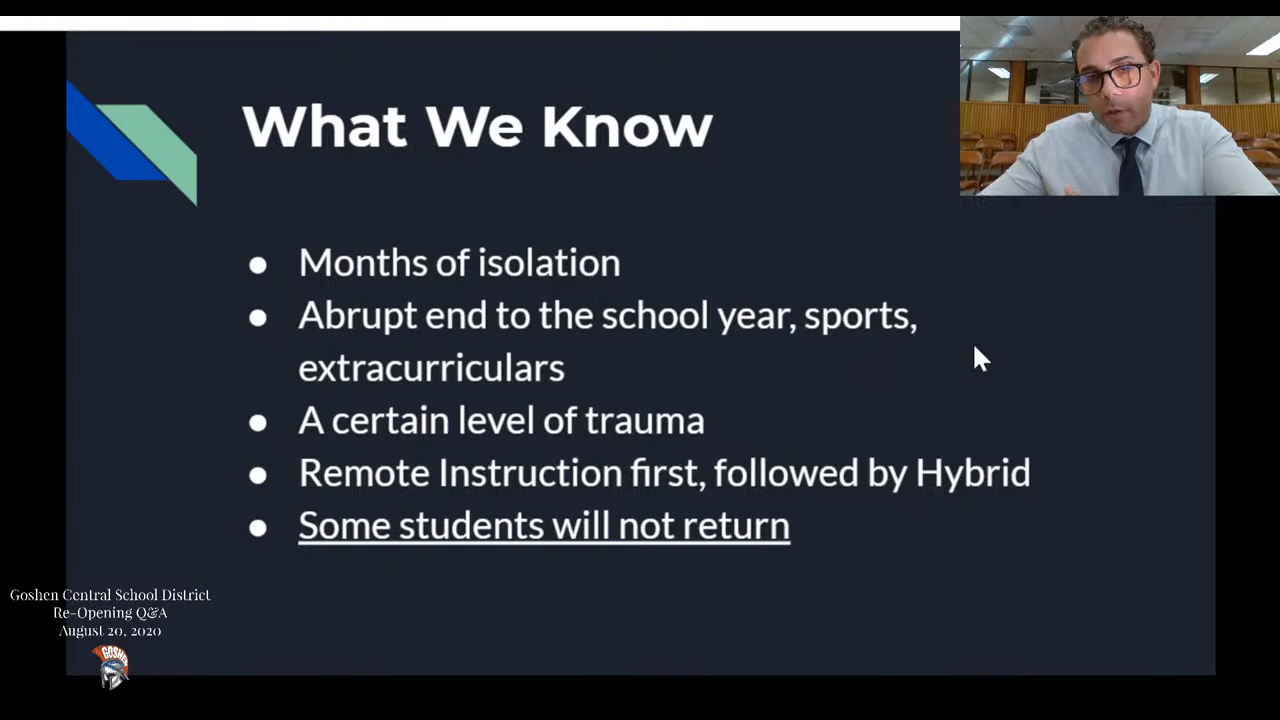 What We Know
● Months of isolation
● Abrupt end to the school year, sports,
extracurriculars
● A certain level of trauma
● Remote Instruction first, followed by Hybrid
● Some students will not return
Goshen Central School District
Re-Opening Q&A
August 20, 2020
GOSHEN